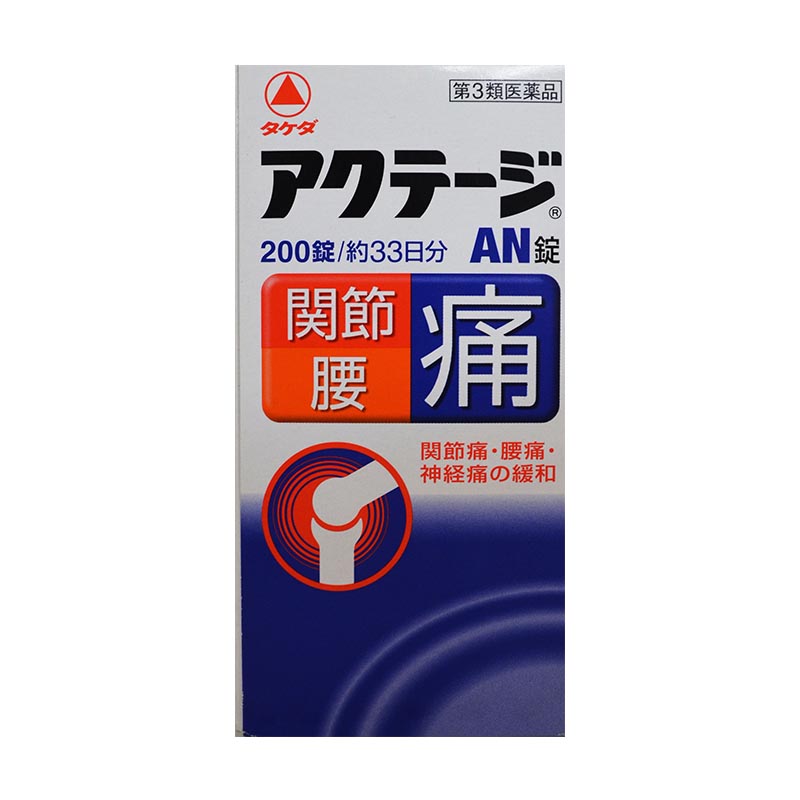 タケダ
第3類医薬品
アクテージ®
200錠/約33日分 AN錠
関節
腰
痛
関節痛・腰痛・
神経痛の緩和